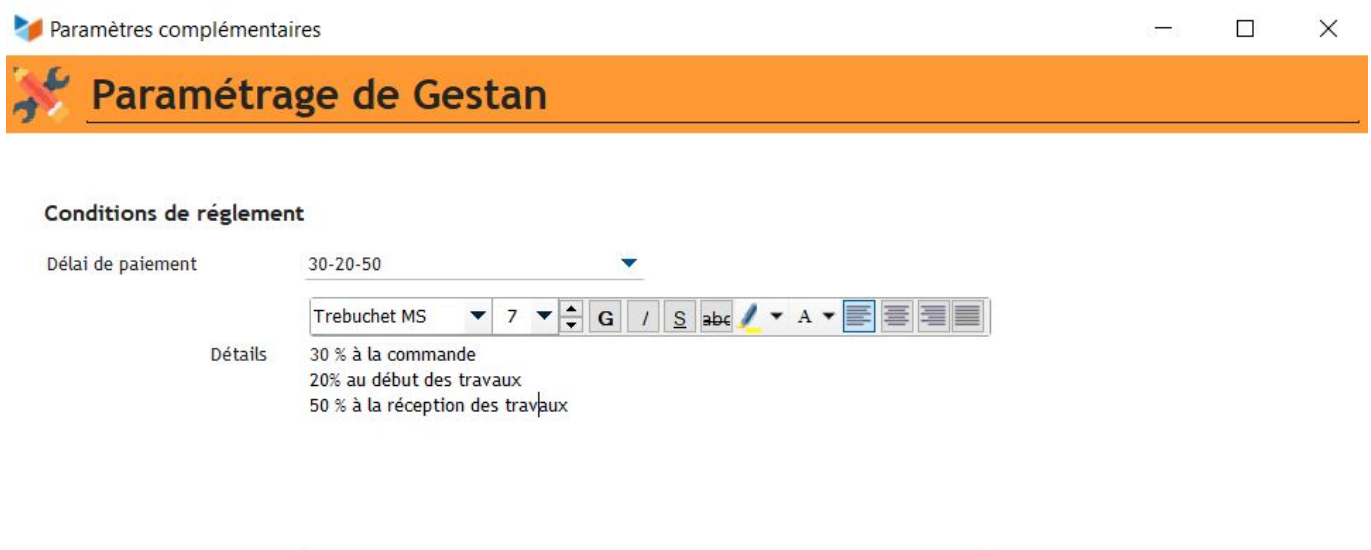 Paramètres complémentaires
Paramétrage de Gestan
Conditions de réglement
Délai de paiement 30-20-50
Trebuchet MS 7 G I S abc A
Détails 30 % à la commande
20% au début des travaux
50 % à la réception des travaux